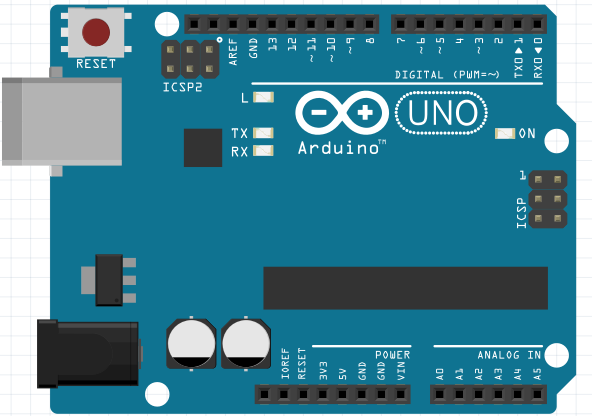 RESET
ICSP2
AREF
GND
13
12
~11
~10
~9
8
7
~6
~5
4
~3
2
TX0▶1
RX0◀0
DIGITAL (PWM=~)
L
TX
RX
Arduino™
UNO
ON
1
ICSP
POWER
ANALOG IN
IOREF
RESET
3V3
5V
GND
GND
VIN
A0
A1
A2
A3
A4
A5